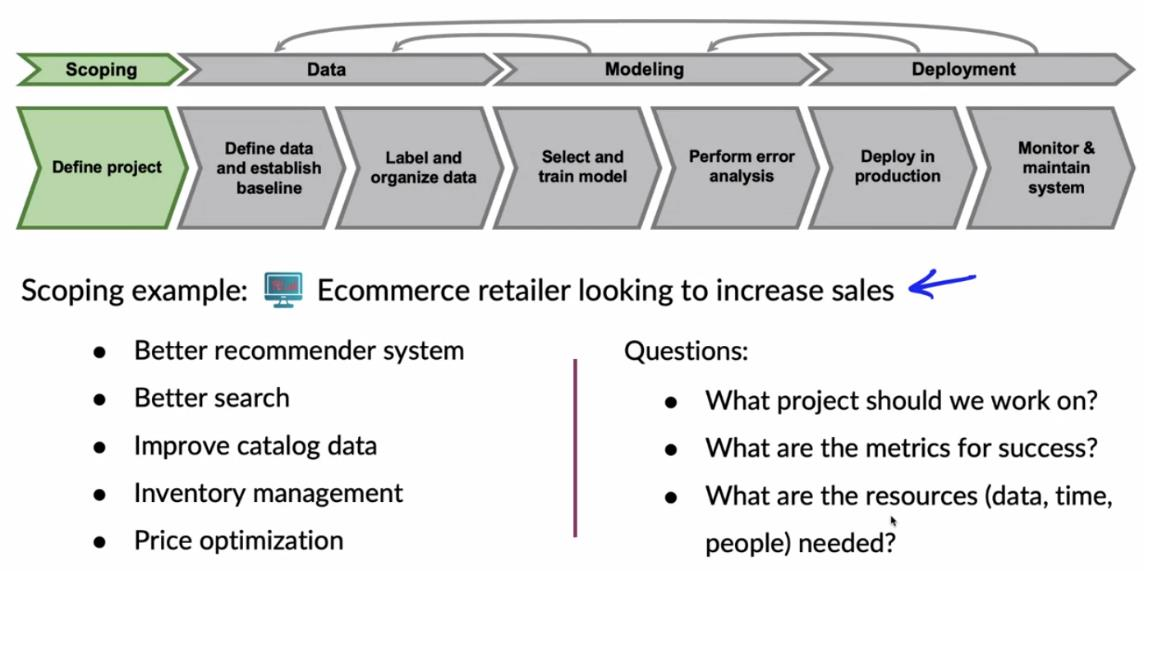 Scoping
Data
Modeling
Deployment
Define project
Define data
and establish
baseline
Label and
organize data
Select and
train model
Perform error
analysis
Deploy in
production
Monitor &
maintain
system
Scoping example: Ecommerce retailer looking to increase sales
● Better recommender system
● Better search
● Improve catalog data
● Inventory management
● Price optimization
Questions:
● What project should we work on?
● What are the metrics for success?
● What are the resources (data, time,
people) needed?